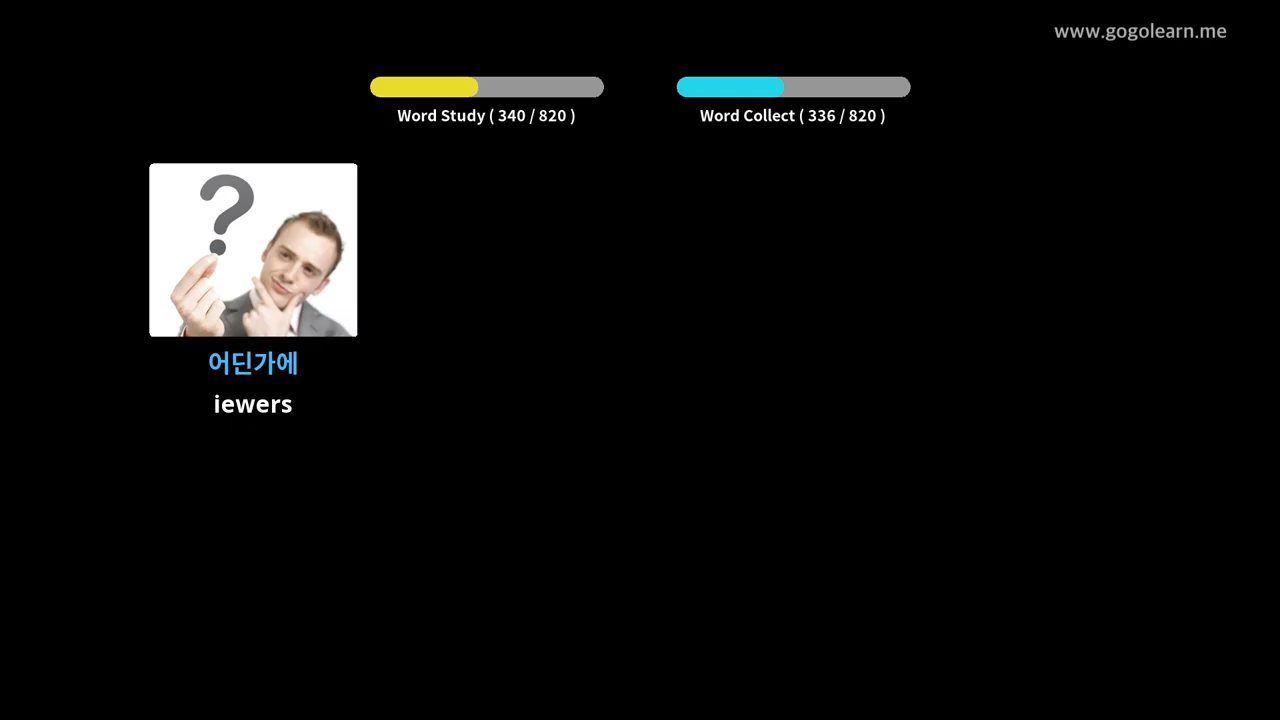 www.gogolearn.me
Word Study ( 340 / 820 )
Word Collect ( 336 / 820 )
?
어딘가에
iewers